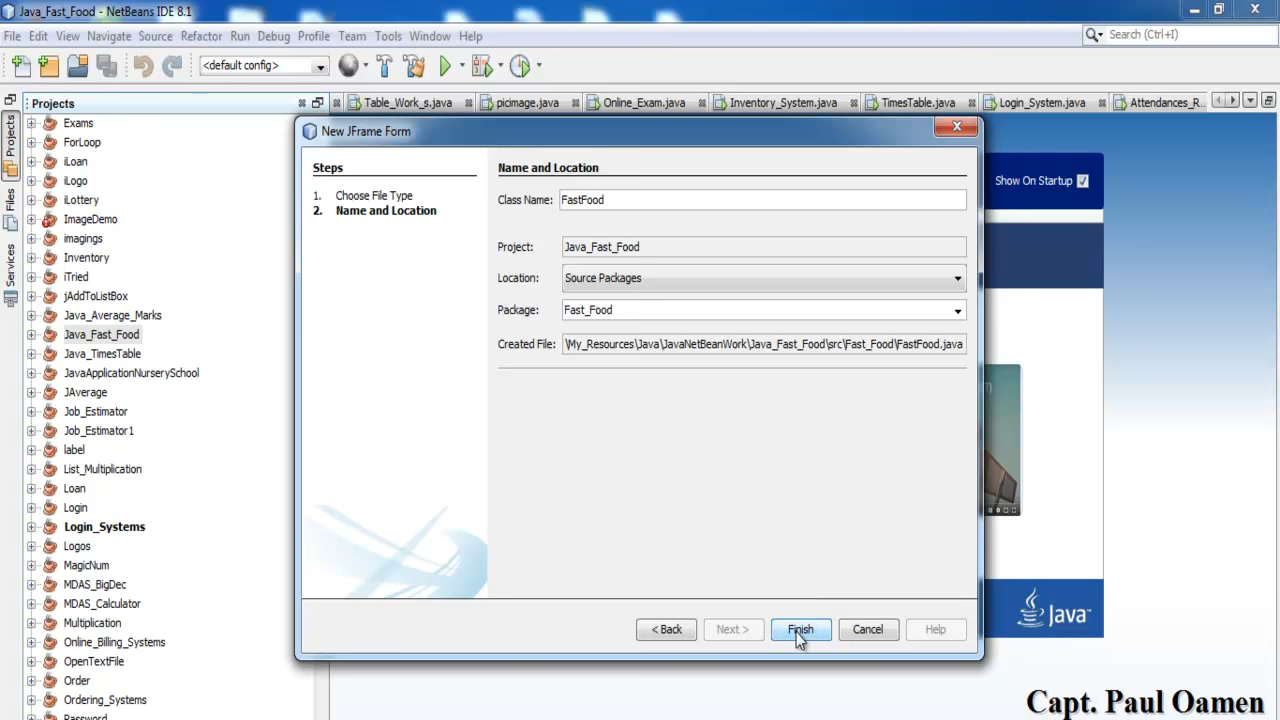 Java_Fast_Food - NetBeans IDE 8.1
File Edit View Navigate Source Refactor Run Debug Profile Team Tools Window Help
Search (Ctrl+I)
<default config>
Projects
Table_Work_s.java
picimage.java
Online_Exam.java
Inventory_System.java
TimesTable.java
Login_System.java
Attendances_R...
Projects
Files
Services
Exams
ForLoop
iLoan
iLogo
iLottery
ImageDemo
imagings
Inventory
iTried
jAddToListBox
Java_Average_Marks
Java_Fast_Food
Java_TimesTable
JavaApplicationNurserySchool
JAverage
Job_Estimator
Job_Estimator1
label
List_Multiplication
Loan
Login
Login_Systems
Logos
MagicNum
MDAS_BigDec
MDAS_Calculator
Multiplication
Online_Billing_Systems
OpenTextFile
Order
Ordering_Systems
Password
New JFrame Form
Steps
1. Choose File Type
2. Name and Location
Name and Location
Class Name: FastFood
Project: Java_Fast_Food
Location: Source Packages
Package: Fast_Food
Created File: \My_Resources\Java\JavaNetBeanWork\Java_Fast_Food\src\Fast_Food\FastFood.java
< Back
Next >
Finish
Cancel
Help
Show On Startup
Java
Capt. Paul Oamen